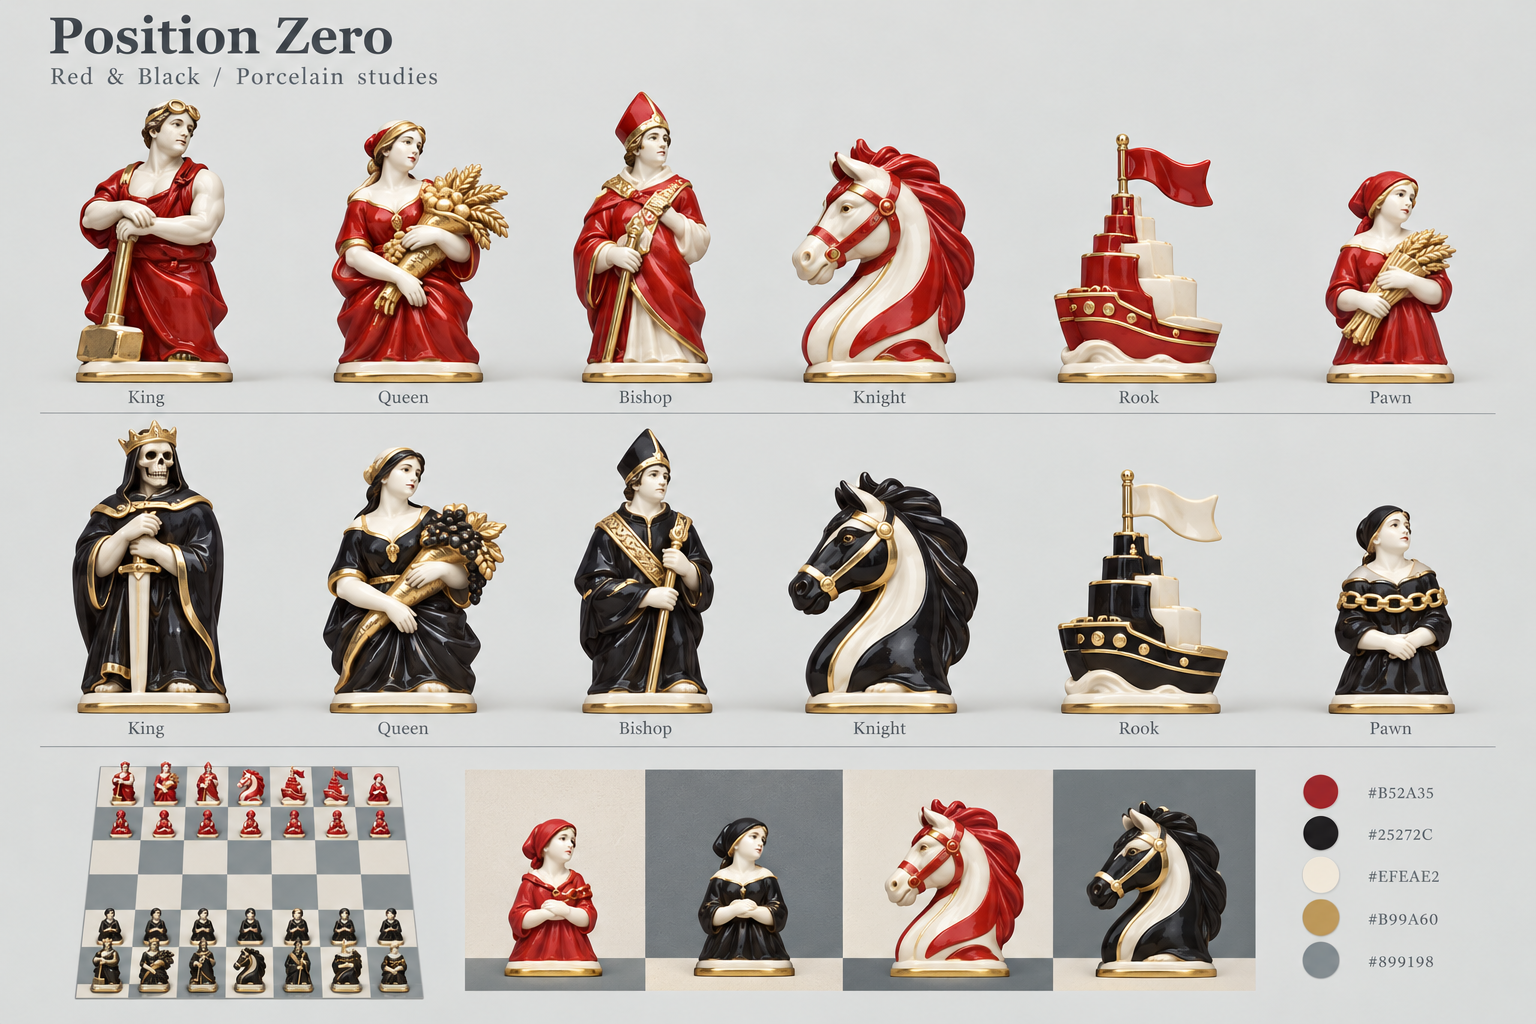 Position Zero
Red & Black / Porcelain studies
King
Queen
Bishop
Knight
Rook
Pawn
King
Queen
Bishop
Knight
Rook
Pawn
#B52A35
#25272C
#EFEAE2
#B99A60
#899198